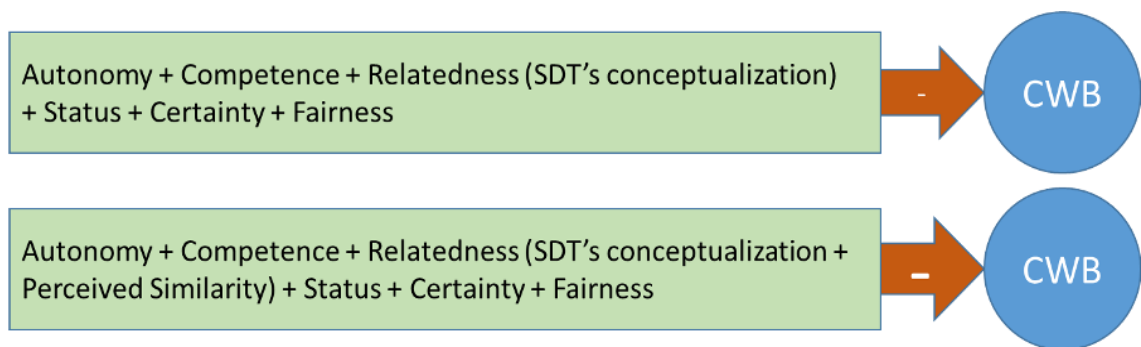 Autonomy + Competence + Relatedness (SDT’s conceptualization)
+ Status + Certainty + Fairness
-
CWB
Autonomy + Competence + Relatedness (SDT’s conceptualization +
Perceived Similarity) + Status + Certainty + Fairness
–
CWB